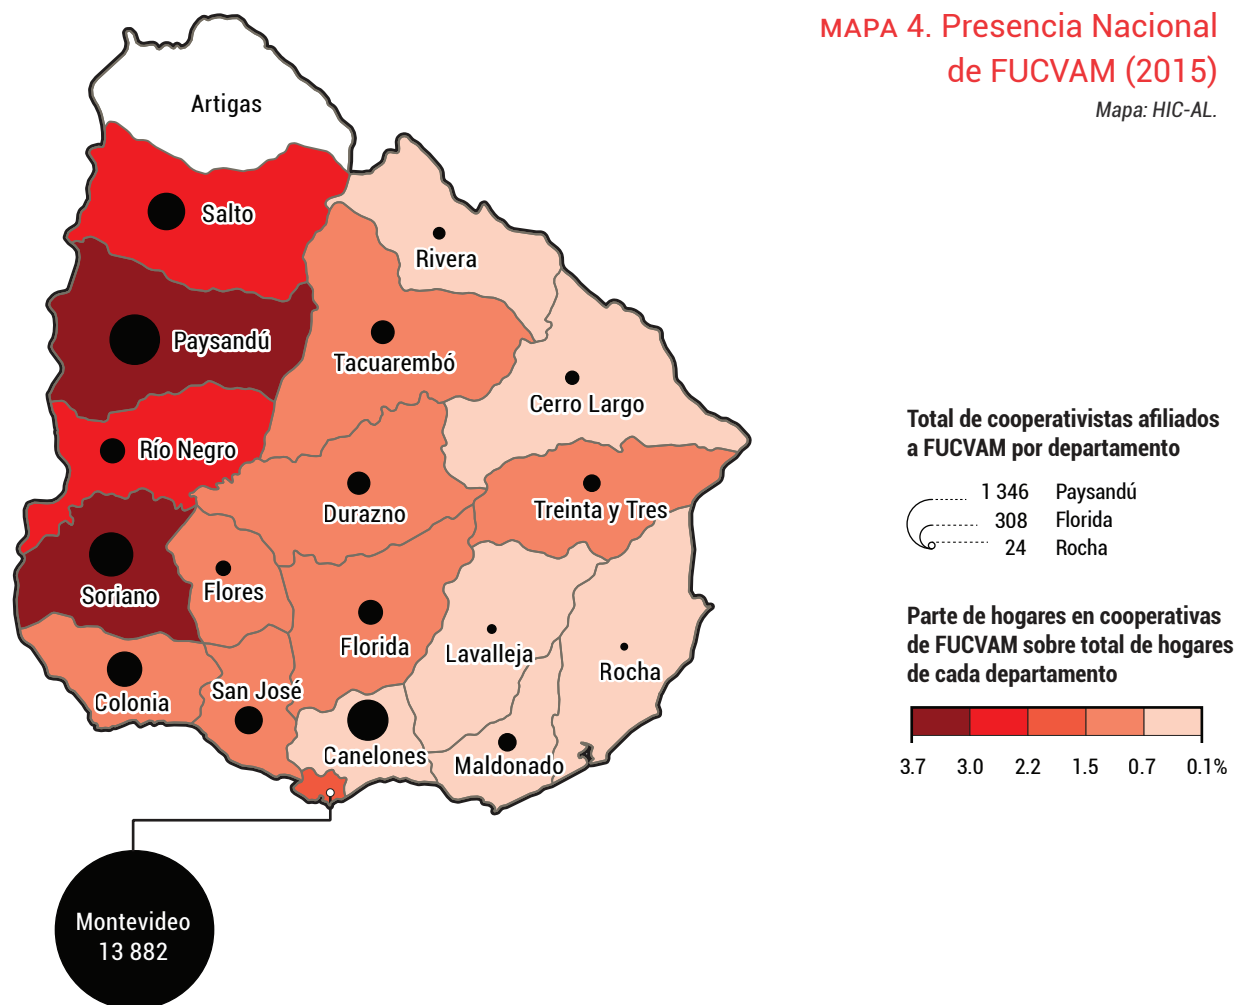 MAPA 4. Presencia Nacional
de FUCVAM (2015)
Mapa: HIC-AL.
Artigas
Salto
Rivera
Paysandú
Tacuarembó
Cerro Largo
Río Negro
Durazno
Treinta y Tres
Soriano
Flores
Florida
Lavalleja
Rocha
Colonia
San José
Canelones
Maldonado
Montevideo
13 882
Total de cooperativistas afiliados
a FUCVAM por departamento
1 346 Paysandú
308 Florida
24 Rocha
Parte de hogares en cooperativas
de FUCVAM sobre total de hogares
de cada departamento
3.7 3.0 2.2 1.5 0.7 0.1%